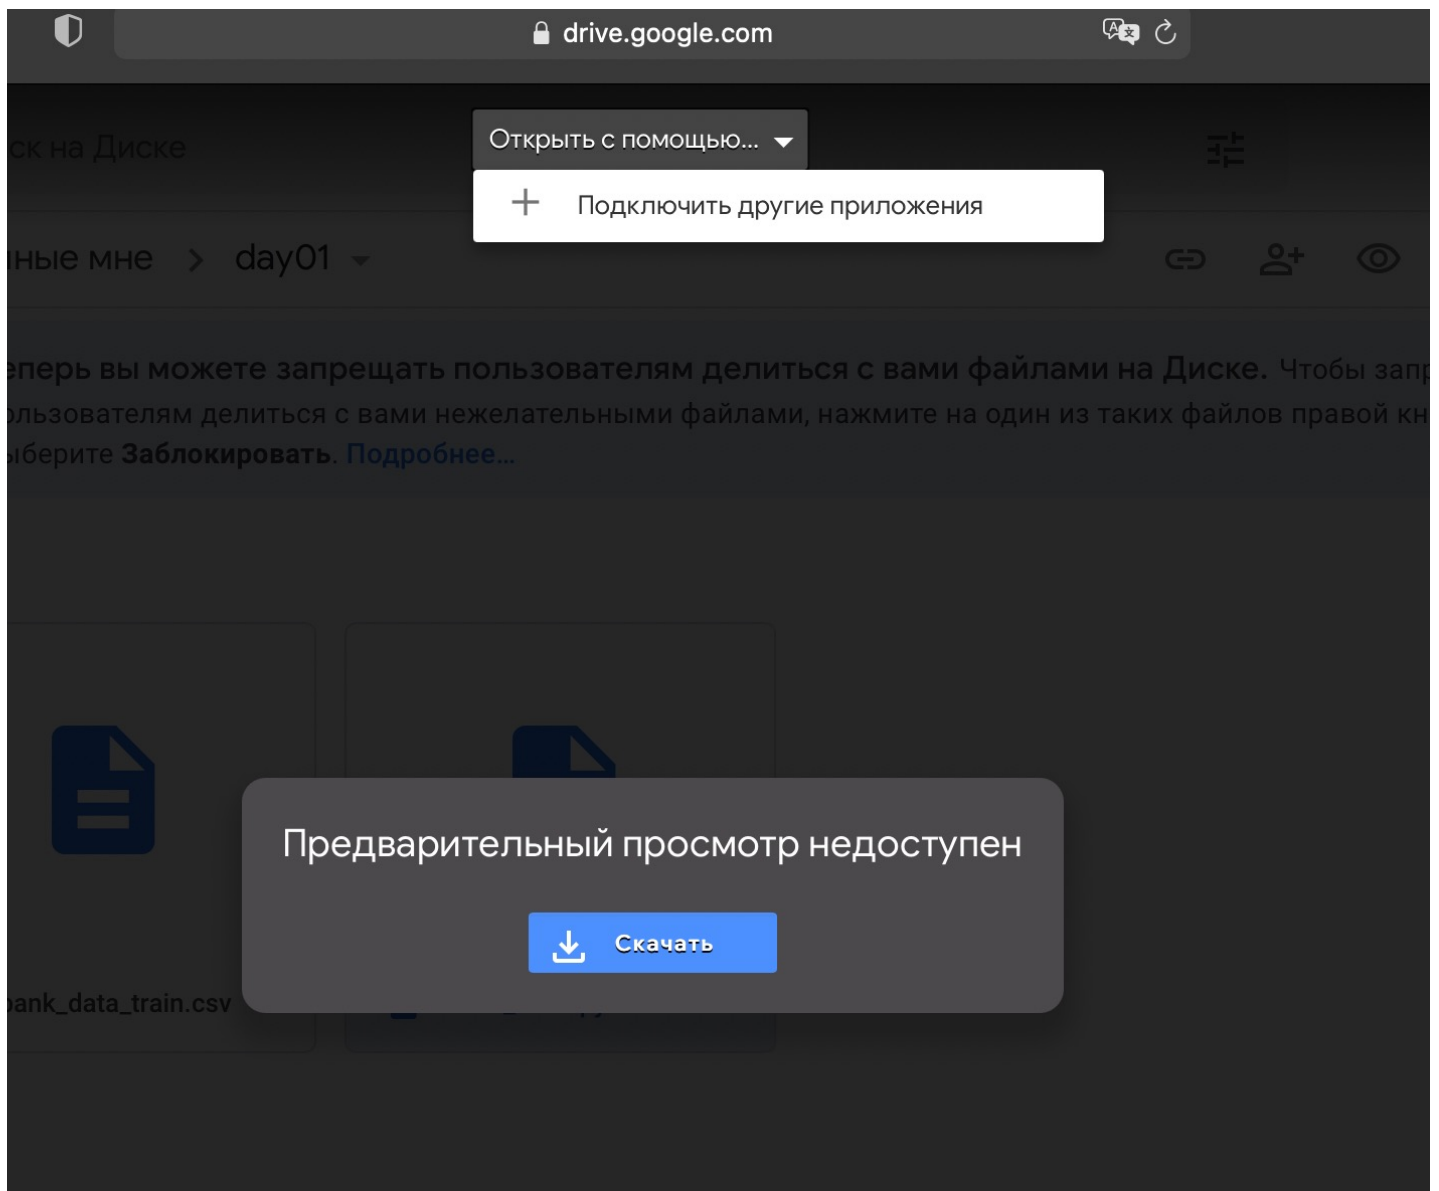 drive.google.com
ск на Диске
Открыть с помощью...
Подключить другие приложения
ные мне > day01
еперь вы можете запрещать пользователям делиться с вами файлами на Диске. Чтобы запр
ользователям делиться с вами нежелательными файлами, нажмите на один из таких файлов правой кн
ыберите Заблокировать. Подробнее...
Предварительный просмотр недоступен
Скачать
bank_data_train.csv